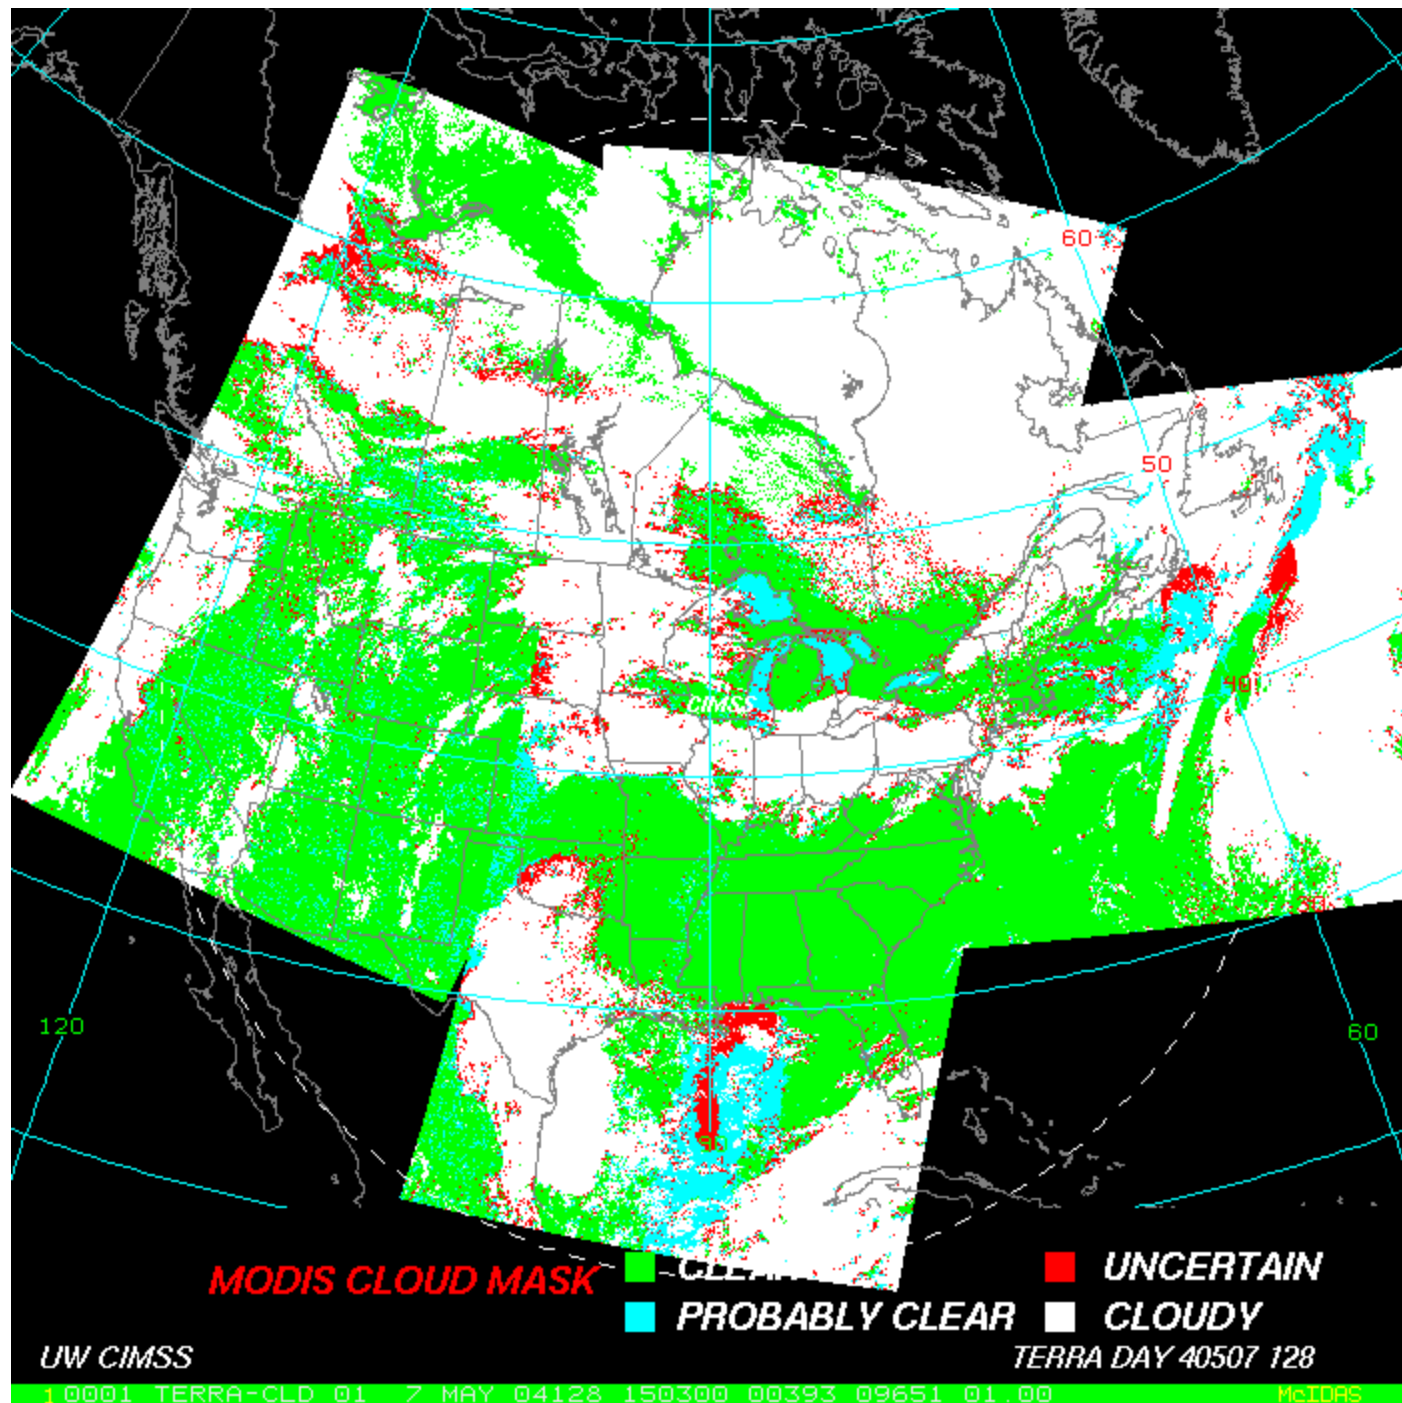 60
50
40
CIMSS
30
120
60
MODIS CLOUD MASK
CLEAR
UNCERTAIN
PROBABLY CLEAR
CLOUDY
UW CIMSS
TERRA DAY 40507 128
1 0001 TERRA-CLD 01 7 MAY 04128 150300 00393 09651 01.00 McIDAS